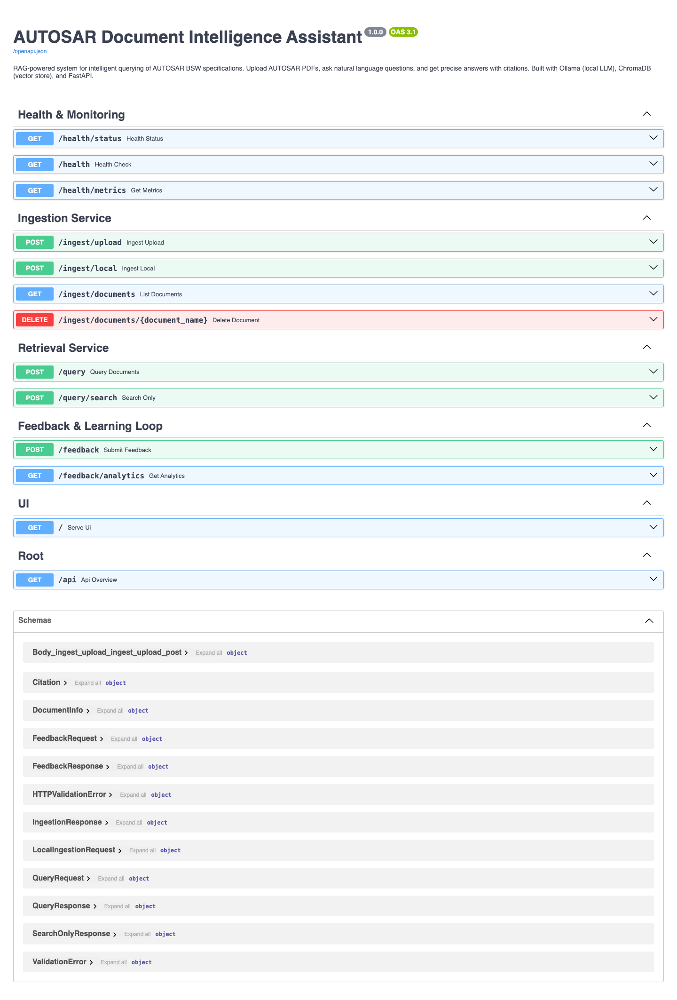 AUTOSAR Document Intelligence Assistant 1.0.0 OAS 3.1
/openapi.json
RAG-powered system for intelligent querying of AUTOSAR BSW specifications. Upload AUTOSAR PDFs, ask natural language questions, and get precise answers with citations. Built with Ollama (local LLM), ChromaDB
(vector store), and FastAPI.
Health & Monitoring
GET /health/status Health Status
GET /health Health Check
GET /health/metrics Get Metrics
Ingestion Service
POST /ingest/upload Ingest Upload
POST /ingest/local Ingest Local
GET /ingest/documents List Documents
DELETE /ingest/documents/{document_name} Delete Document
Retrieval Service
POST /query Query Documents
POST /query/search Search Only
Feedback & Learning Loop
POST /feedback Submit Feedback
GET /feedback/analytics Get Analytics
UI
GET / Serve Ui
Root
GET /api Api Overview
Schemas
Body_ingest_upload_ingest_upload_post Expand all object
Citation Expand all object
DocumentInfo Expand all object
FeedbackRequest Expand all object
FeedbackResponse Expand all object
HTTPValidationError Expand all object
IngestionResponse Expand all object
LocalIngestionRequest Expand all object
QueryRequest Expand all object
QueryResponse Expand all object
SearchOnlyResponse Expand all object
ValidationError Expand all object